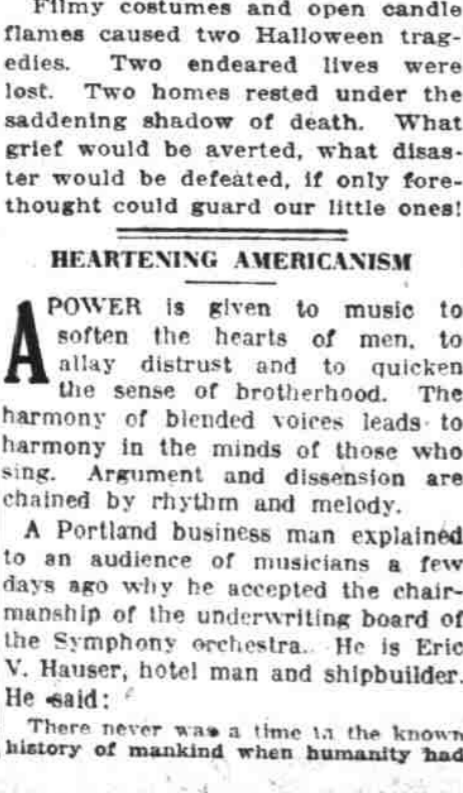 Filmy costumes and open candle
flames caused two Halloween trag-
edies. Two endeared lives were
lost. Two homes rested under the
saddening shadow of death. What
grief would be averted, what disas-
ter would be defeated, if only fore-
thought could guard our little ones!
HEARTENING AMERICANISM
A POWER is given to music to
soften the hearts of men, to
allay distrust and to quicken
the sense of brotherhood. The
harmony of blended voices leads to
harmony in the minds of those who
sing. Argument and dissension are
chained by rhythm and melody.
A Portland business man explained
to an audience of musicians a few
days ago why he accepted the chair-
manship of the underwriting board of
the Symphony orchestra. He is Eric
V. Hauser, hotel man and shipbuilder.
He said:
There never was a time in the known
history of mankind when humanity had